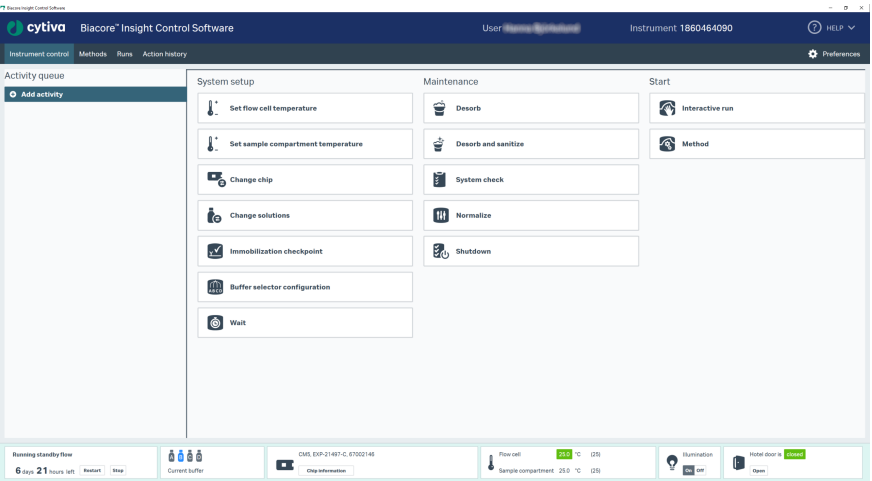 Biacore Insight Control Software
cytiva
Biacore™ Insight Control Software
User
Instrument 1860464090
? HELP
Instrument control
Methods
Runs
Action history
Preferences
Activity queue
Add activity
System setup
Set flow cell temperature
Set sample compartment temperature
Change chip
Change solutions
Immobilization checkpoint
ABCD
Buffer selector configuration
Wait
Maintenance
Desorb
Desorb and sanitize
System check
Normalize
Shutdown
Start
Interactive run
Method
Running standby flow
6 days 21 hours left
Restart
Stop
A B C D
Current buffer
CM5, EXP-21497-C, 67002146
Chip information
Flow cell 25.0 °C (25)
Sample compartment 25.0 °C (25)
Illumination
On Off
Hotel door is closed
Open